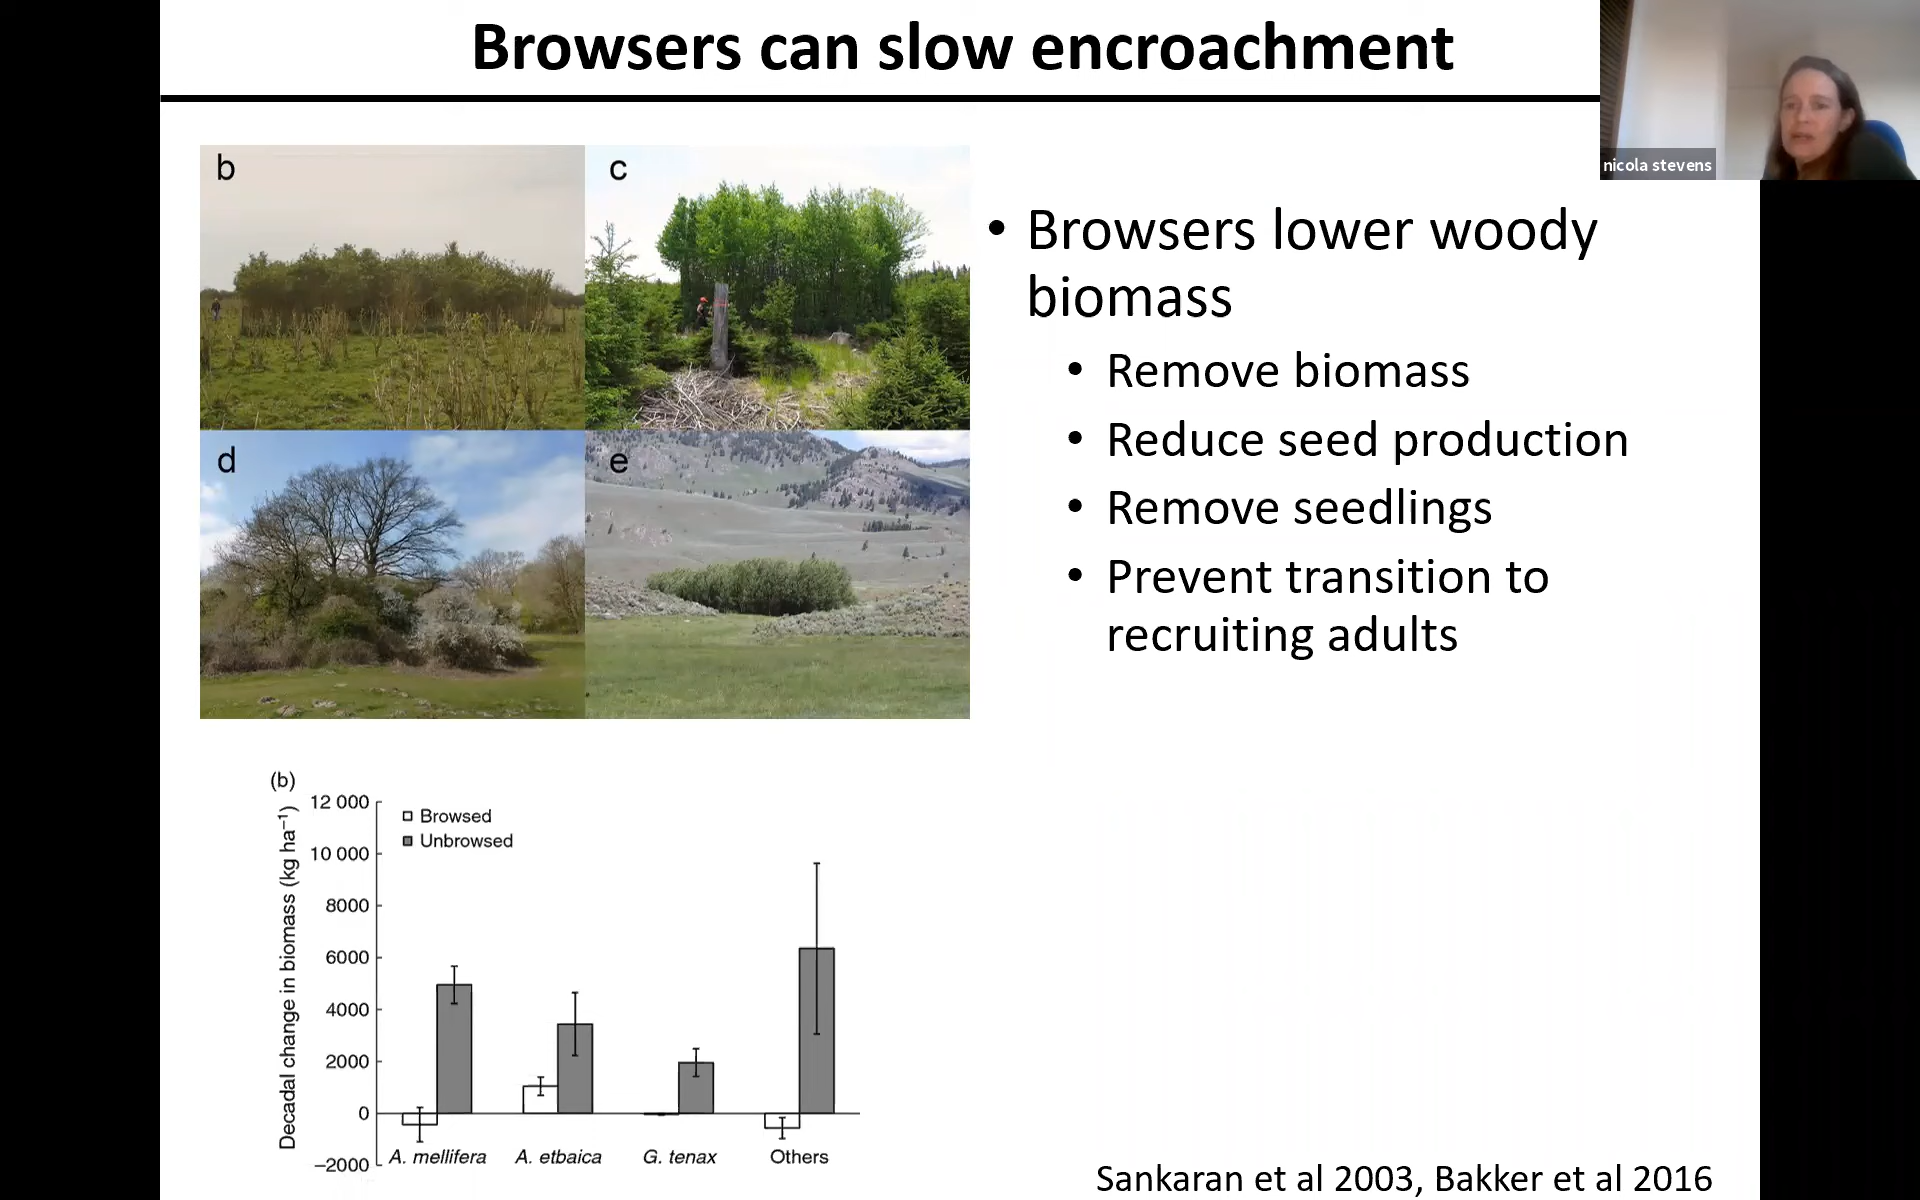 Browsers can slow encroachment
nicola stevens
b
c
d
e
• Browsers lower woody
biomass
• Remove biomass
• Reduce seed production
• Remove seedlings
• Prevent transition to
recruiting adults
(b)
Decadal change in biomass (kg ha⁻¹)
12 000
10 000
8000
6000
4000
2000
0
–2000
Browsed
Unbrowsed
A. mellifera
A. etbaica
G. tenax
Others
Sankaran et al 2003, Bakker et al 2016